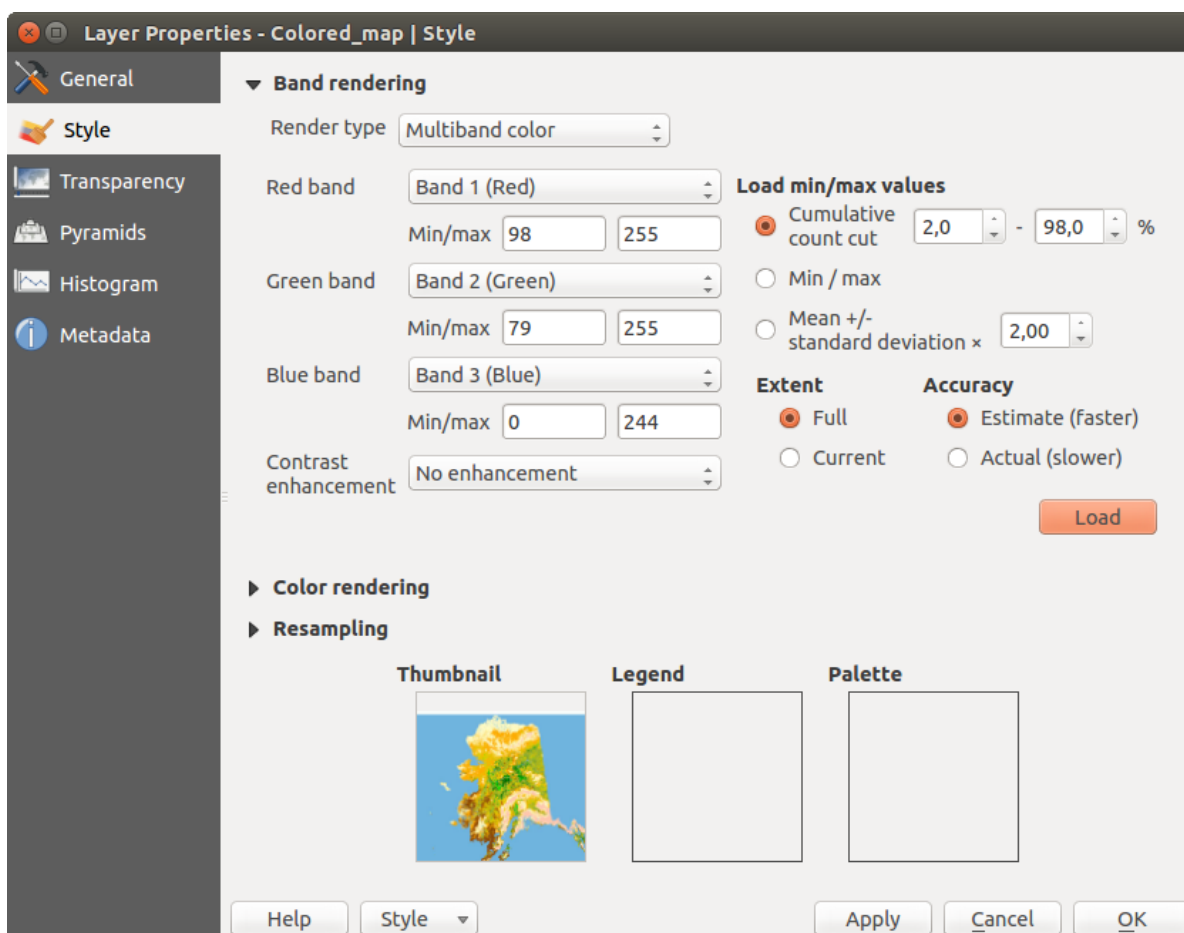 Layer Properties - Colored_map | Style
General
Style
Transparency
Pyramids
Histogram
Metadata
Band rendering
Render type Multiband color
Red band Band 1 (Red)
Min/max 98 255
Green band Band 2 (Green)
Min/max 79 255
Blue band Band 3 (Blue)
Min/max 0 244
Contrast
enhancement No enhancement
Load min/max values
Cumulative
count cut 2,0 - 98,0 %
Min / max
Mean +/-
standard deviation × 2,00
Extent Accuracy
Full Estimate (faster)
Current Actual (slower)
Load
Color rendering
Resampling
Thumbnail Legend Palette
Help Style Apply Cancel OK